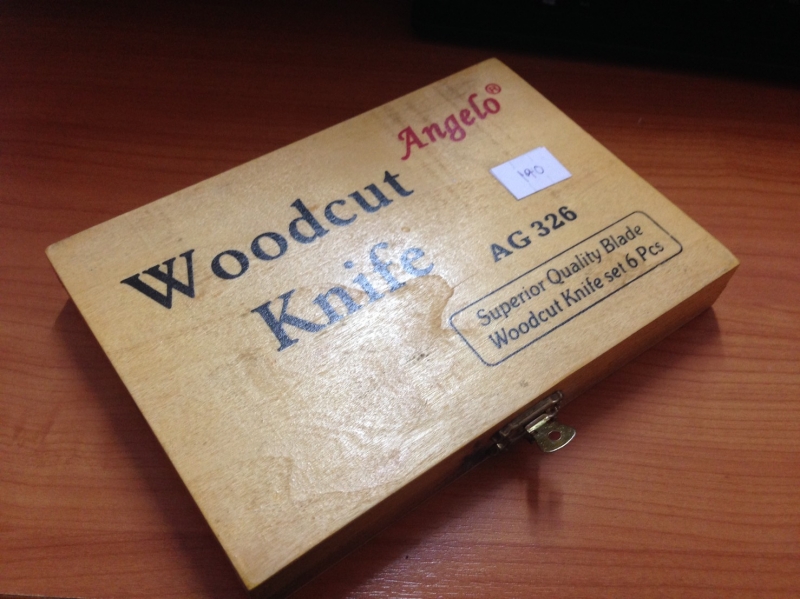 Angelo®
190
Woodcut
Knife
AG 326
Superior Quality Blade
Woodcut Knife set 6 Pcs